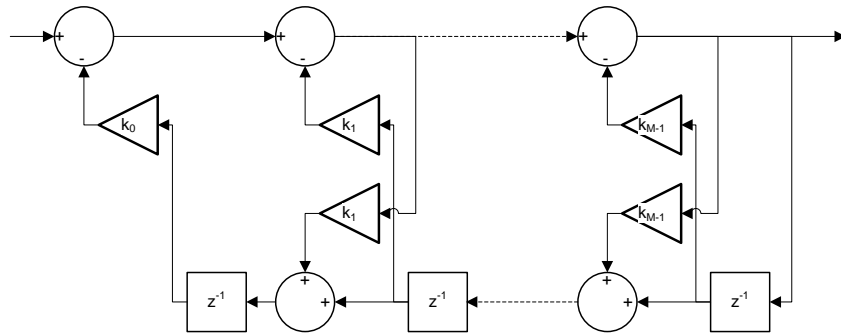 + + +
- - -
k₀ k₁ kM-1
k₁ kM-1
+ +
z⁻¹ + z⁻¹ + z⁻¹